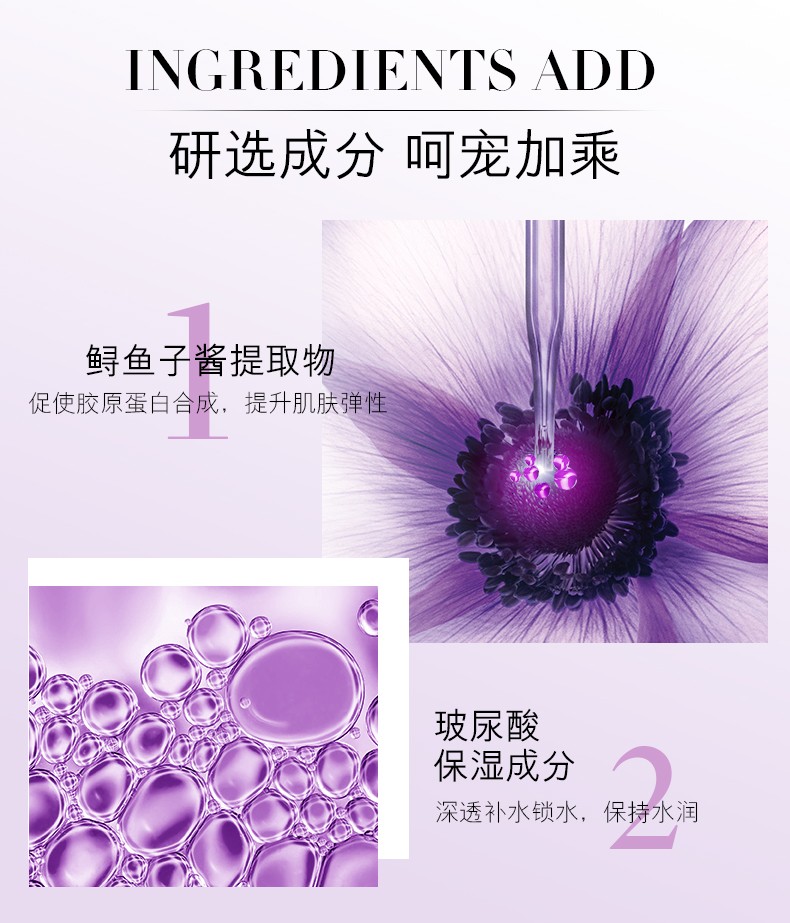 INGREDIENTS ADD
研选成分 呵宠加乘
1
鲟鱼子酱提取物
促使胶原蛋白合成，提升肌肤弹性
玻尿酸
保湿成分
2
深透补水锁水，保持水润